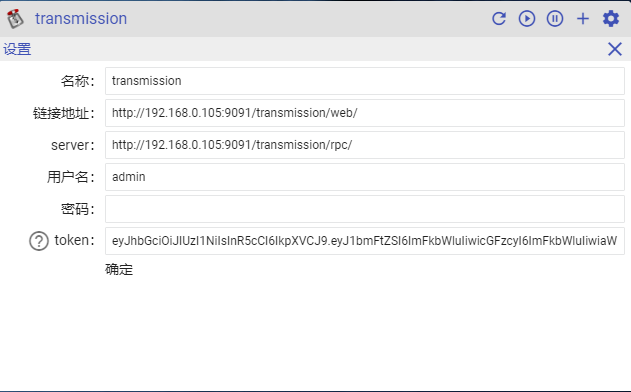 transmission
设置
名称： transmission
链接地址： http://192.168.0.105:9091/transmission/web/
server： http://192.168.0.105:9091/transmission/rpc/
用户名： admin
密码：
token： eyJhbGciOiJIUzI1NiIsInR5cCI6IkpXVCJ9.eyJ1bmFtZSI6ImFkbWluIiwicGFzcyI6ImFkbWluIiwiaW
确定